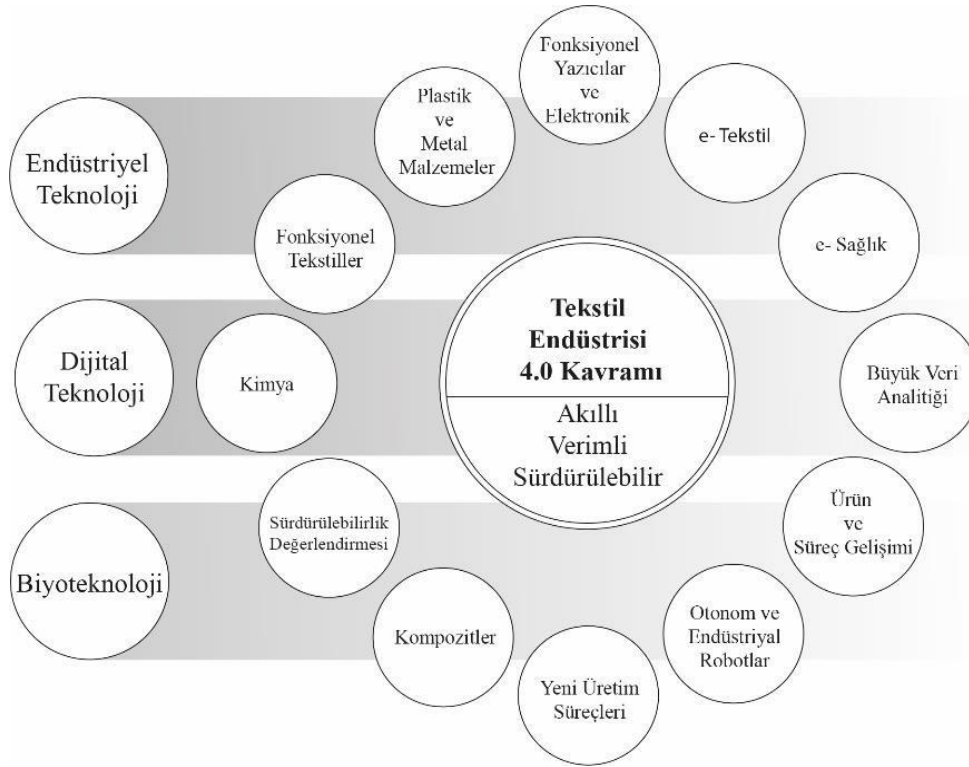 Fonksiyonel
Yazıcılar
ve
Elektronik
Plastik
ve
Metal
Malzemeler
e- Tekstil
Endüstriyel
Teknoloji
Fonksiyonel
Tekstiller
e- Sağlık
Tekstil
Endüstrisi
4.0 Kavramı
Akıllı
Verimli
Sürdürülebilir
Dijital
Teknoloji
Kimya
Büyük Veri
Analitiği
Sürdürülebilirlik
Değerlendirmesi
Ürün
ve
Süreç Gelişimi
Biyoteknoloji
Kompozitler
Otonom ve
Endüstriyal
Robotlar
Yeni Üretim
Süreçleri